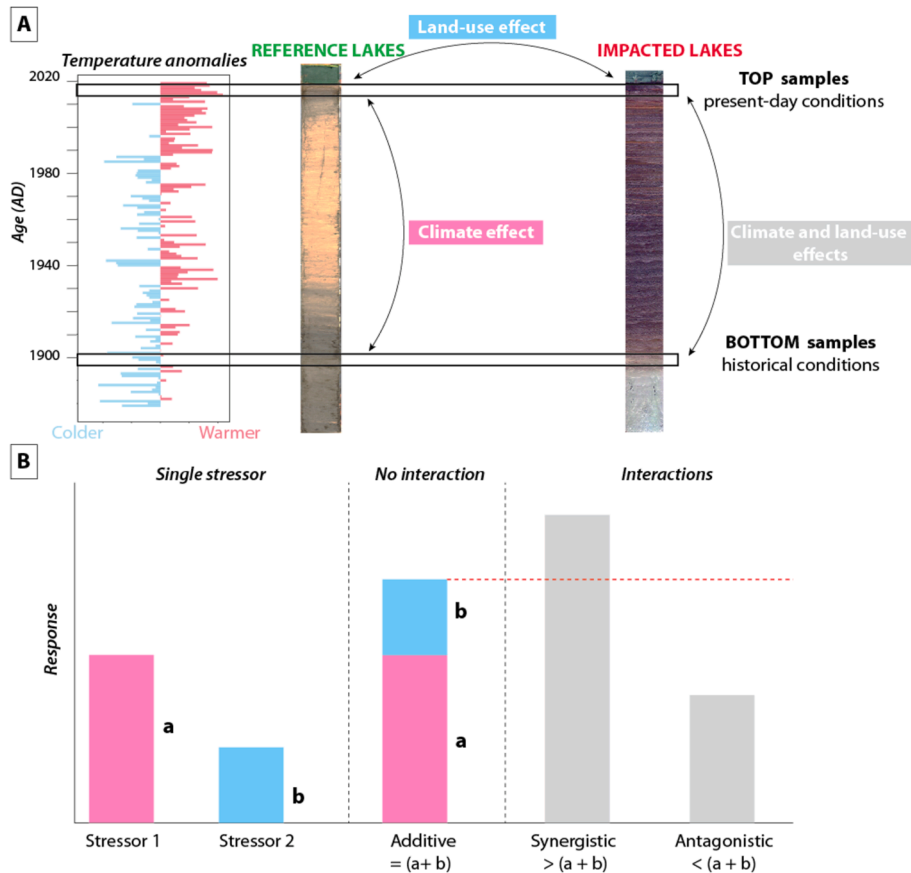 A
Land-use effect
REFERENCE LAKES
IMPACTED LAKES
Temperature anomalies
2020
1980
1940
1900
Age (AD)
TOP samples
present-day conditions
Climate effect
Climate and land-use
effects
BOTTOM samples
historical conditions
Colder
Warmer
B
Single stressor
No interaction
Interactions
Response
a
b
b
a
Stressor 1
Stressor 2
Additive
= (a+ b)
Synergistic
> (a + b)
Antagonistic
< (a + b)